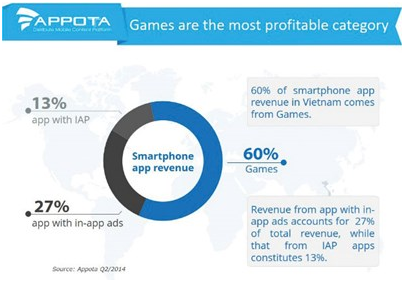 APPOTA
Distribute Mobile Content Platform
Games are the most profitable category
13%
app with IAP
27%
app with in-app ads
Smartphone
app revenue
60%
Games
60% of smartphone app
revenue in Vietnam comes
from Games.
Revenue from app with in-
app ads accounts for 27%
of total revenue, while
that from IAP apps
constitutes 13%.
Source: Appota Q2/2014